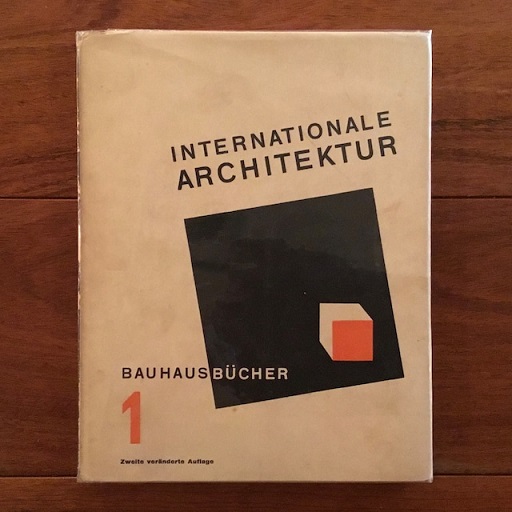 INTERNATIONALE
ARCHITEKTUR
BAUHAUSBÜCHER
1
Zweite veränderte Auflage